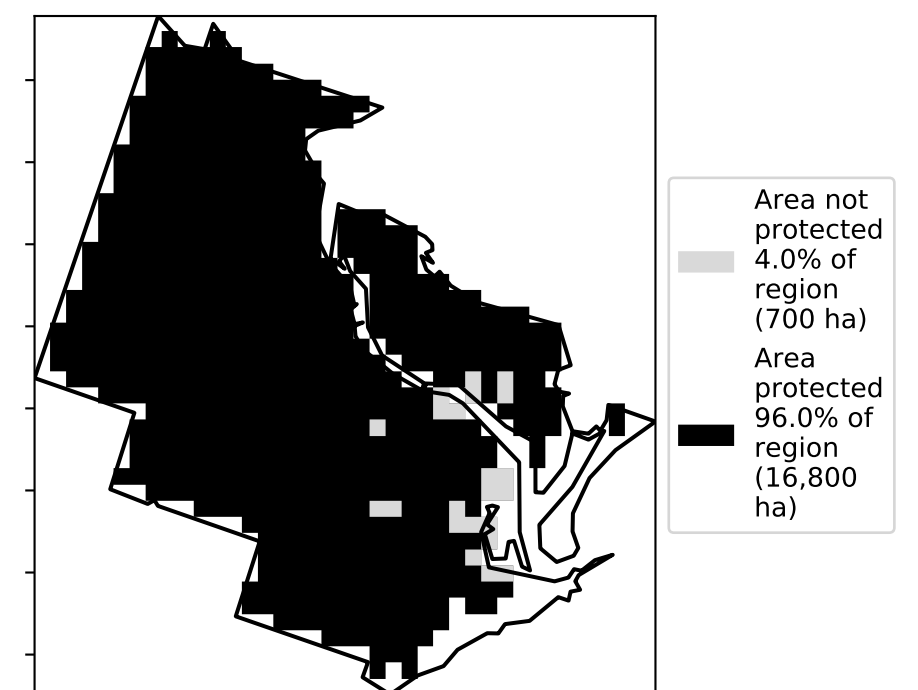 Area not
protected
4.0% of
region
(700 ha)
Area
protected
96.0% of
region
(16,800
ha)